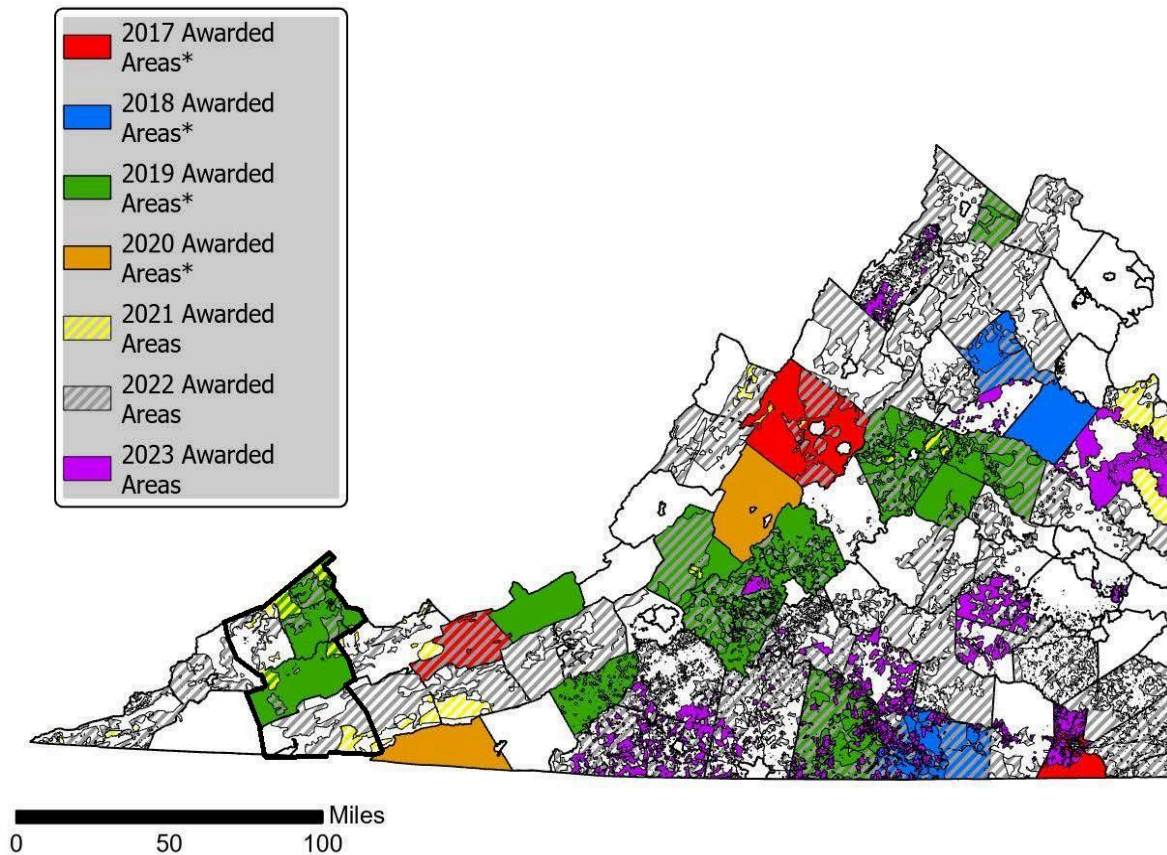 2017 Awarded
Areas*
2018 Awarded
Areas*
2019 Awarded
Areas*
2020 Awarded
Areas*
2021 Awarded
Areas
2022 Awarded
Areas
2023 Awarded
Areas
Miles
0 50 100